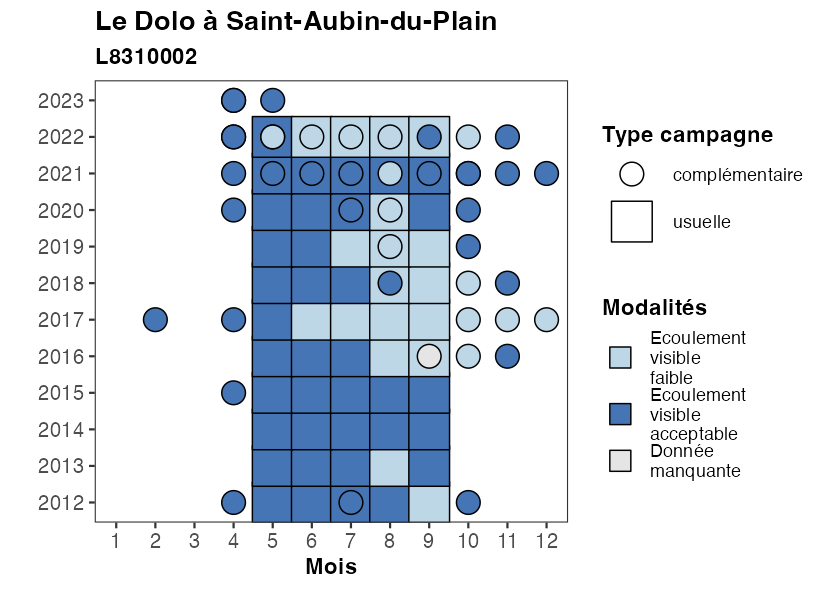 Le Dolo à Saint-Aubin-du-Plain
L8310002
2023
2022
2021
2020
2019
2018
2017
2016
2015
2014
2013
2012
1 2 3 4 5 6 7 8 9 10 11 12
Mois
Type campagne
complémentaire
usuelle
Modalités
Ecoulement
visible
faible
Ecoulement
visible
acceptable
Donnée
manquante